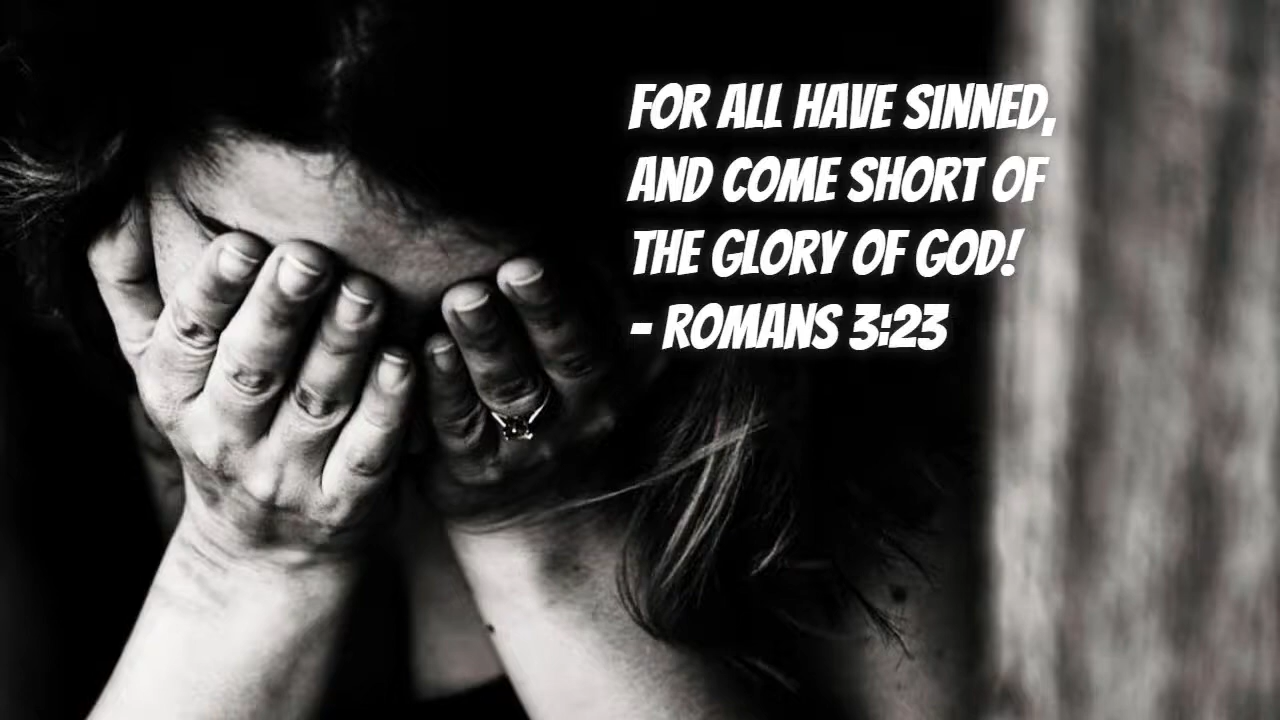 FOR ALL HAVE SINNED,
AND COME SHORT OF
THE GLORY OF GOD!
- ROMANS 3:23